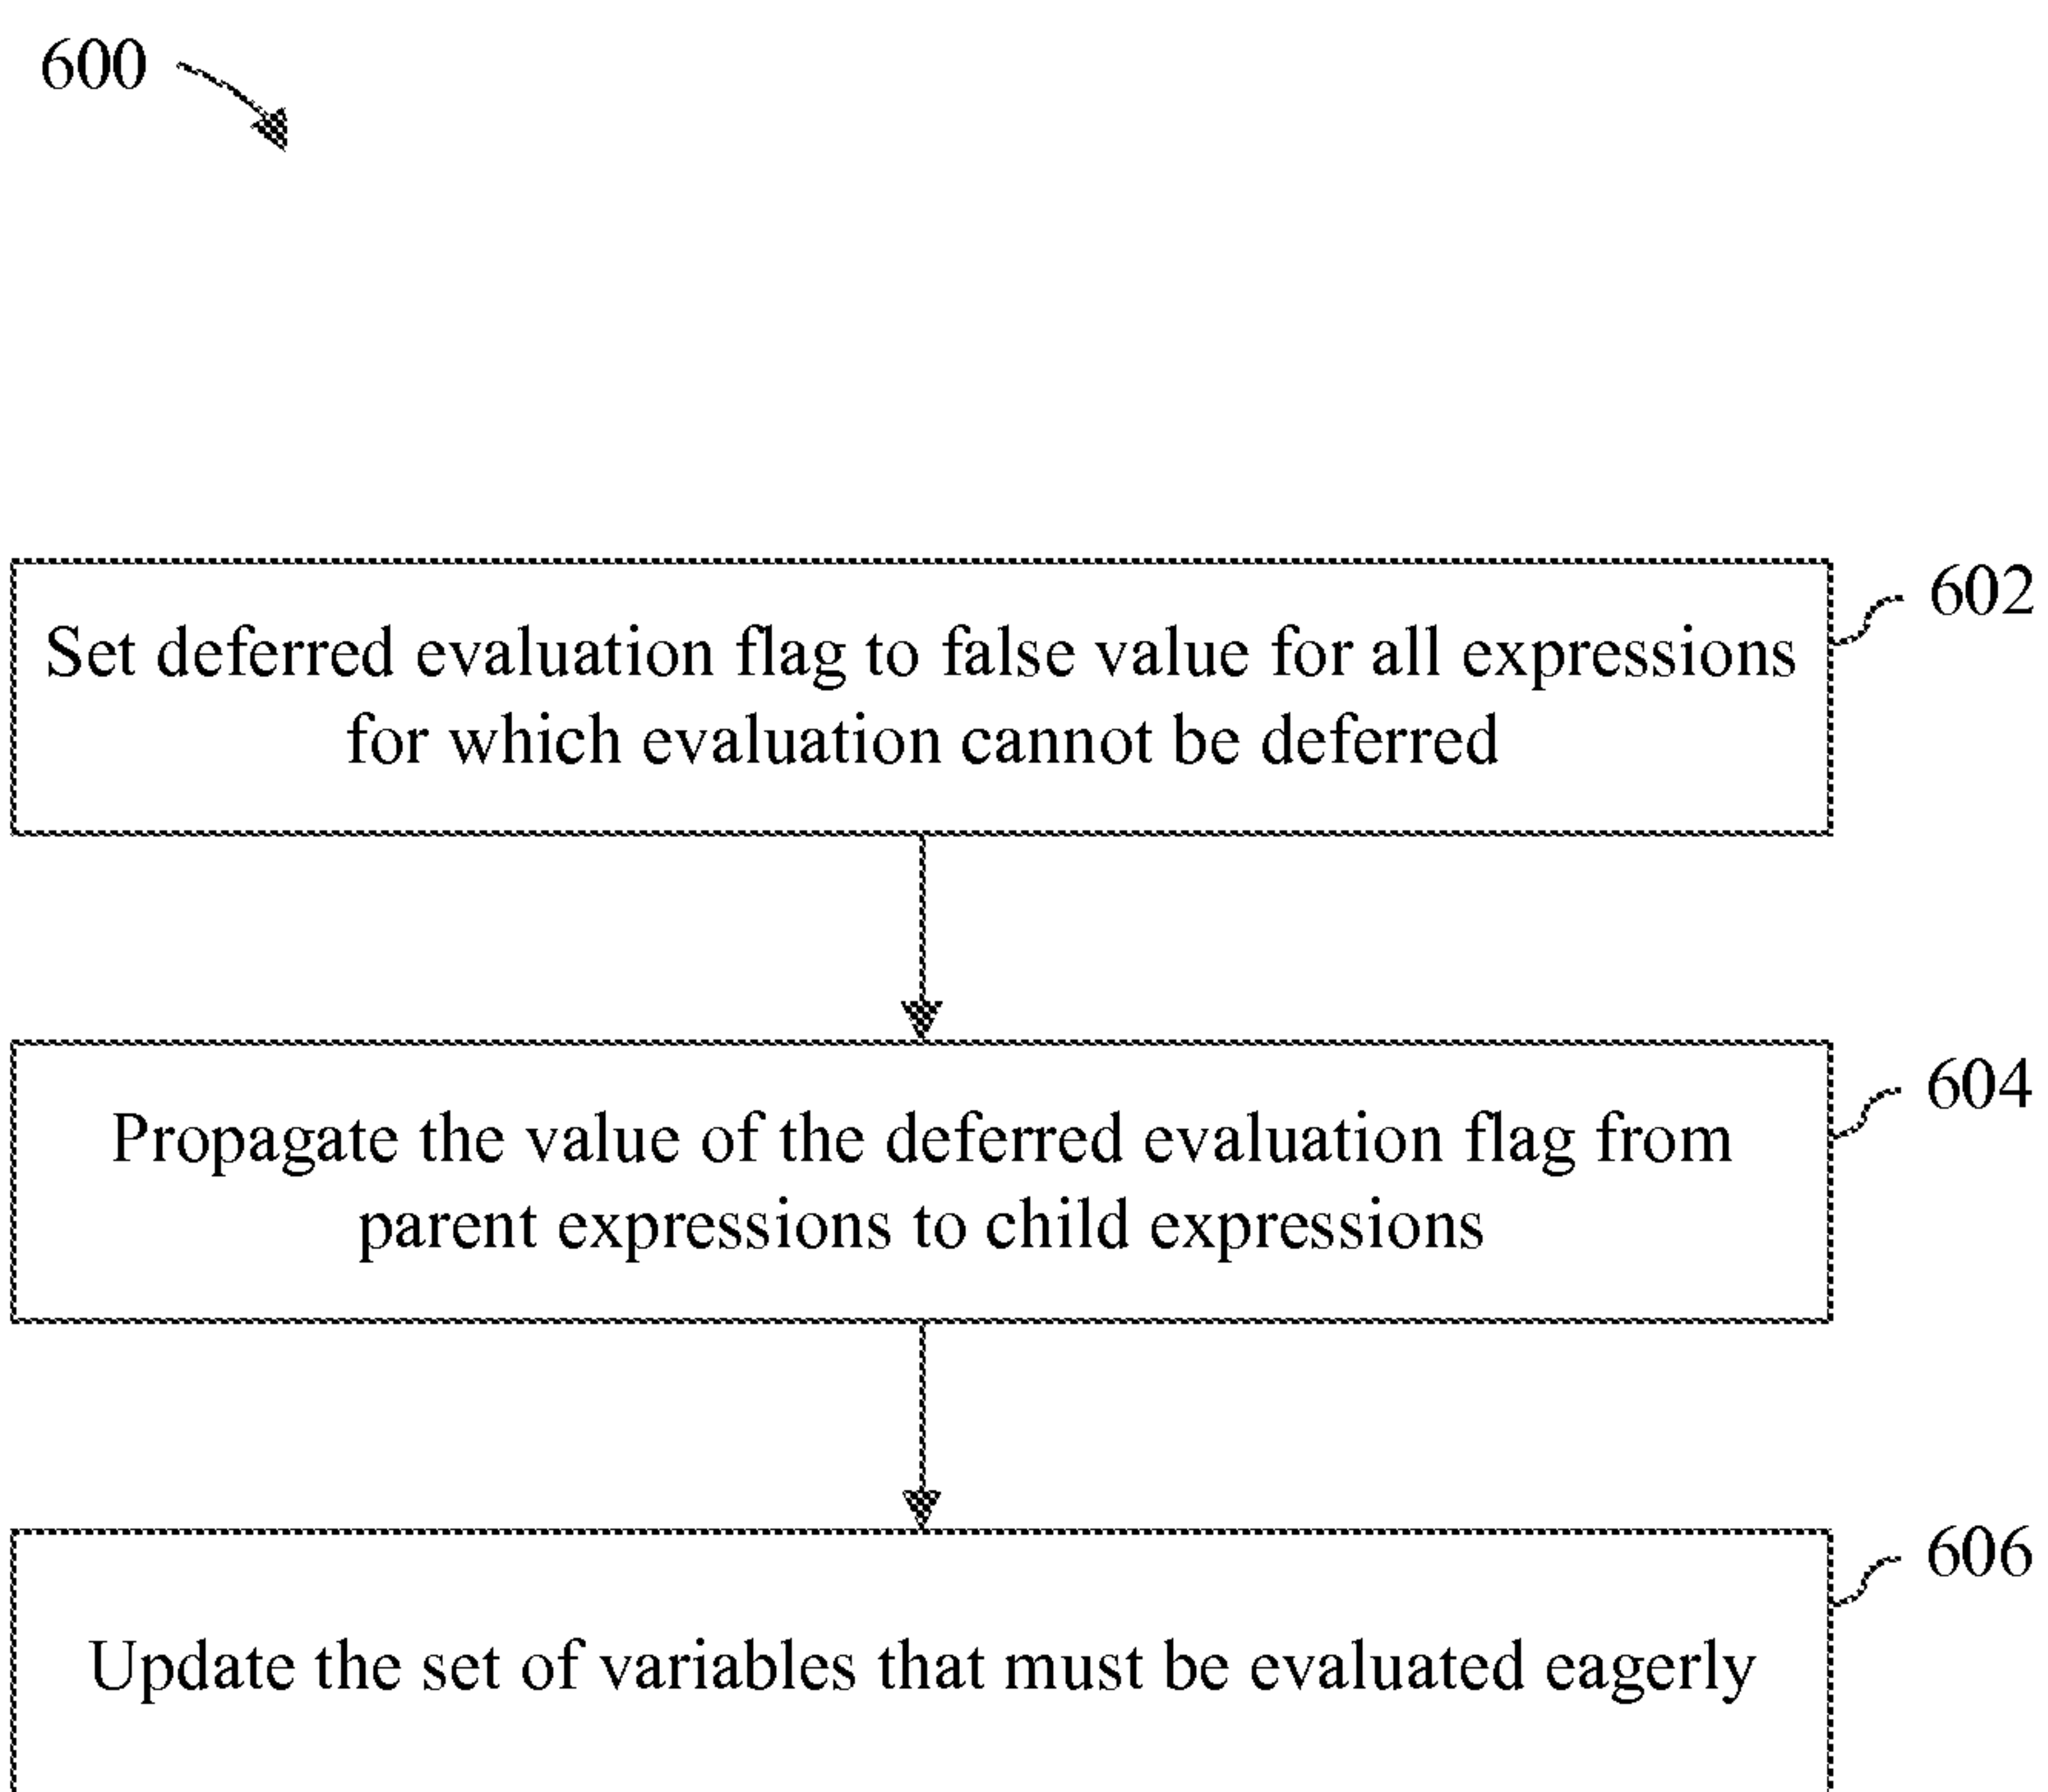 600
602
Set deferred evaluation flag to false value for all expressions
for which evaluation cannot be deferred
604
Propagate the value of the deferred evaluation flag from
parent expressions to child expressions
606
Update the set of variables that must be evaluated eagerly